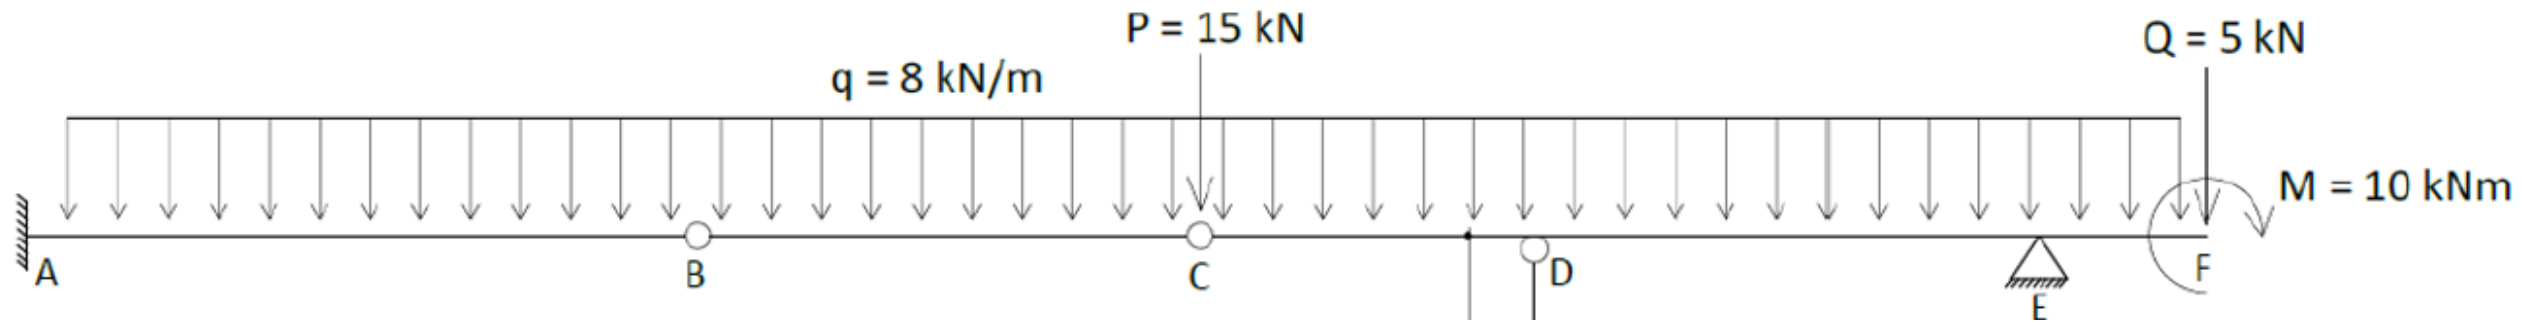 P = 15 kN
Q = 5 kN
q = 8 kN/m
M = 10 kNm
A
B
C
D
E
F